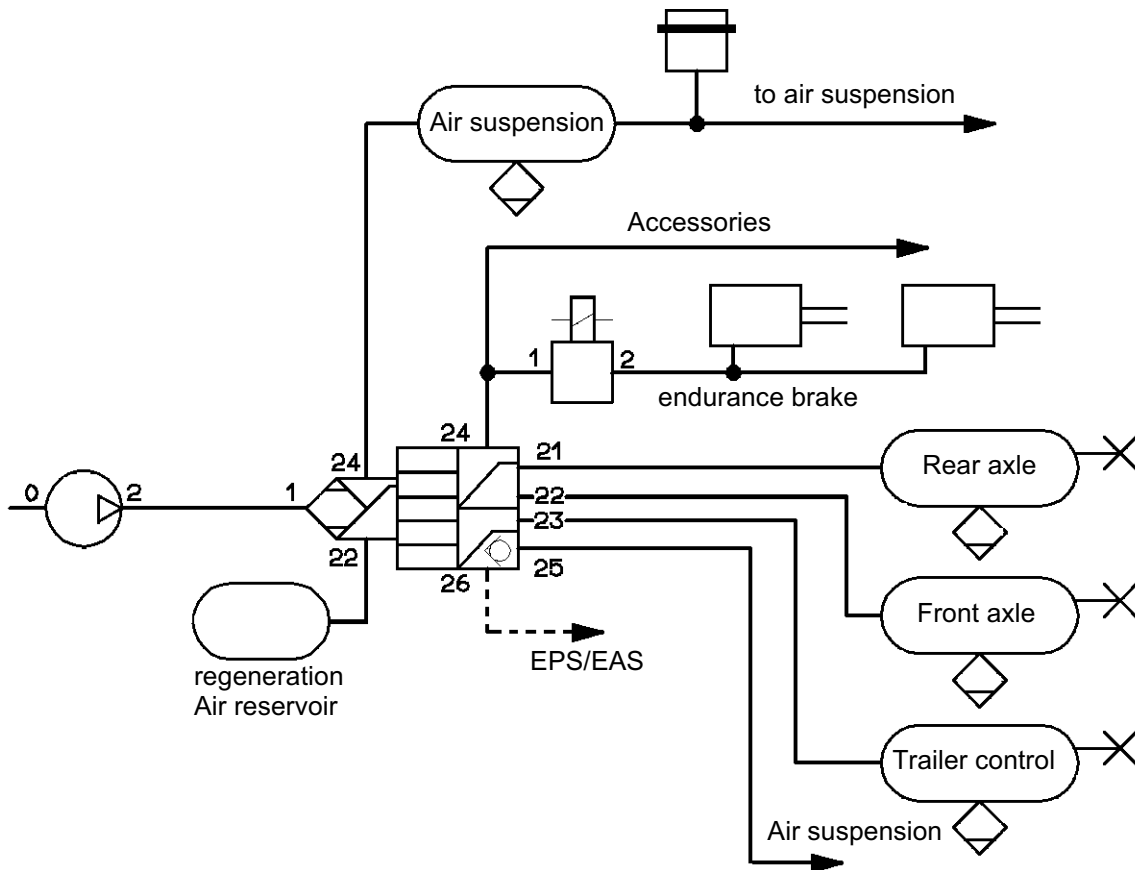 to air suspension
Air suspension
Accessories
1
2
endurance brake
24
24
21
Rear axle
0
2
1
22
23
22
26
25
Front axle
EPS/EAS
regeneration
Air reservoir
Trailer control
Air suspension